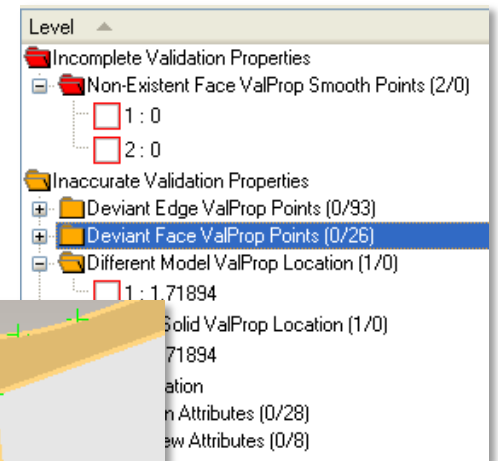 Level
Incomplete Validation Properties
Non-Existent Face ValProp Smooth Points (2/0)
1 : 0
2 : 0
Inaccurate Validation Properties
Deviant Edge ValProp Points (0/93)
Deviant Face ValProp Points (0/26)
Different Model ValProp Location (1/0)
1 : 1.71894
Solid ValProp Location (1/0)
71894
ation
n Attributes (0/28)
ew Attributes (0/8)